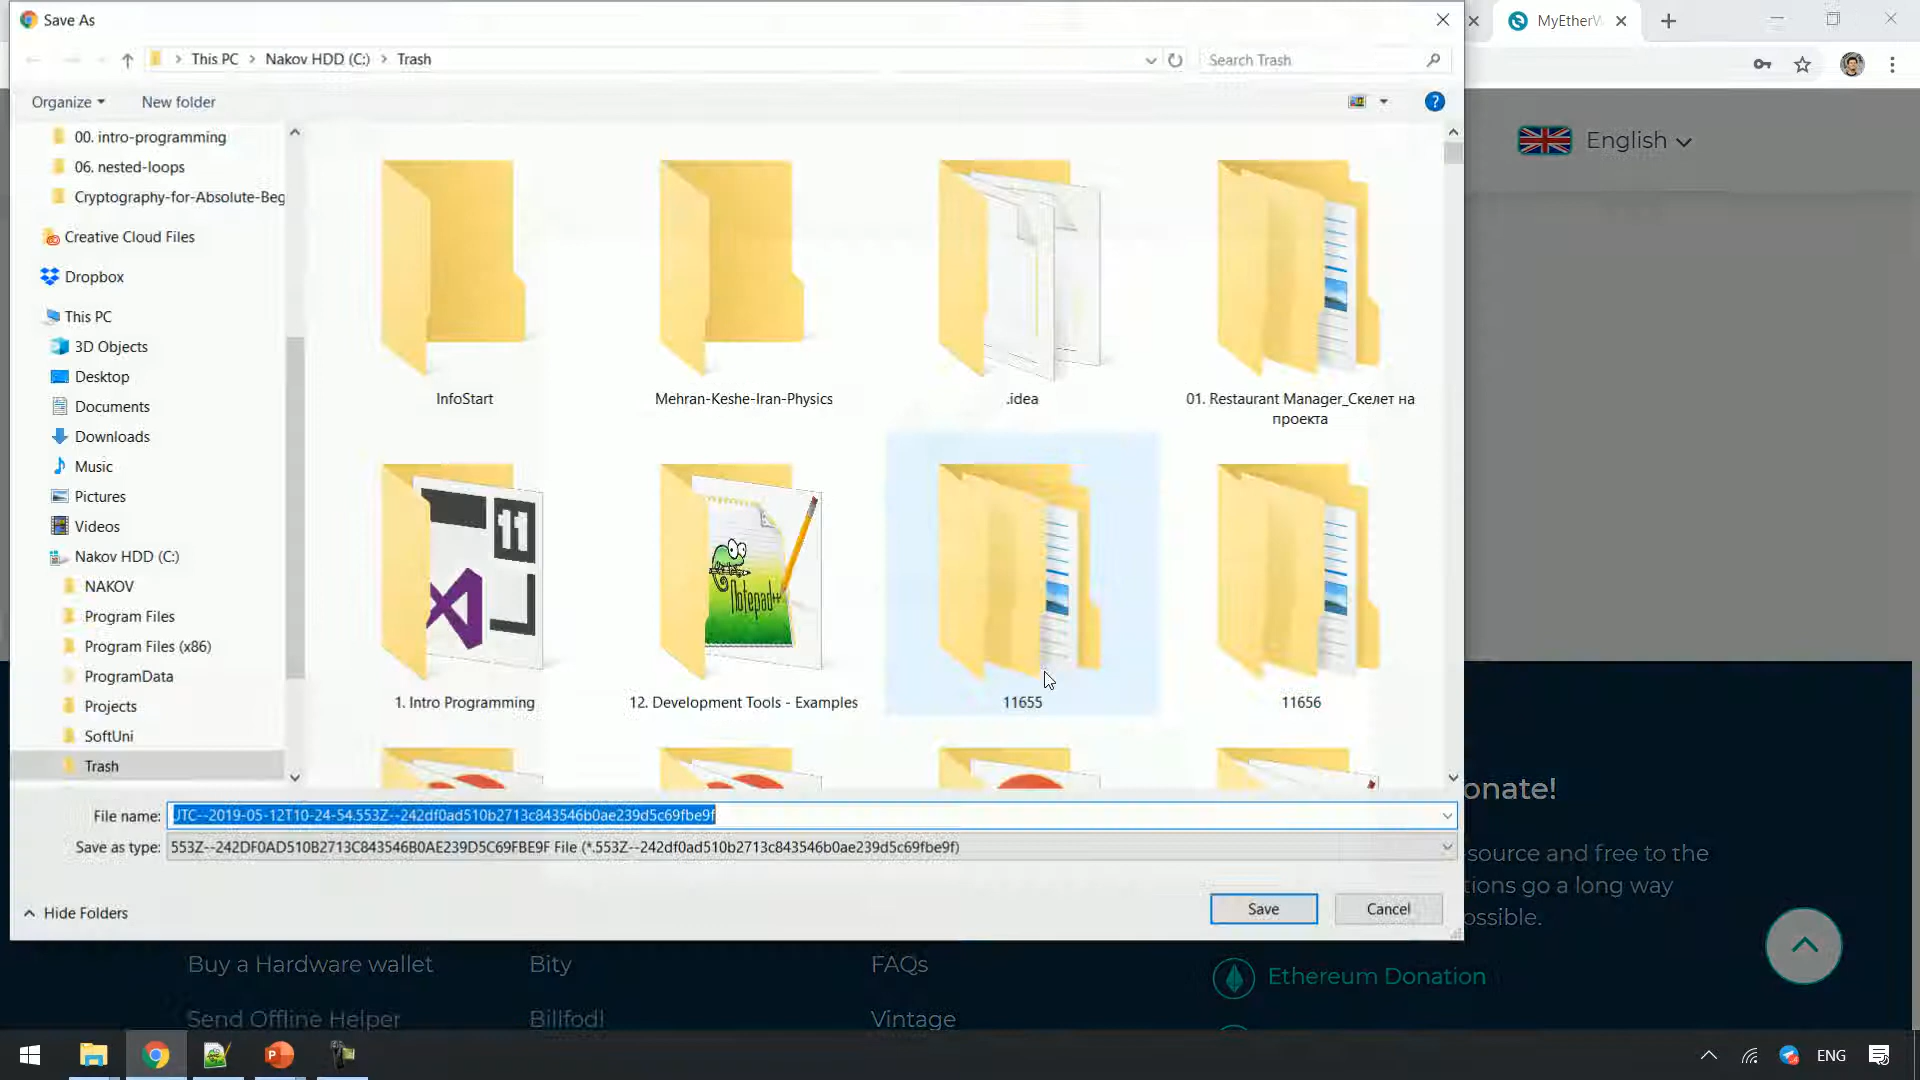 Save As
MyEtherW
This PC
Nakov HDD (C:)
Trash
Search Trash
Organize
New folder
English
00. intro-programming
06. nested-loops
Cryptography-for-Absolute-Beg
Creative Cloud Files
Dropbox
This PC
3D Objects
Desktop
Documents
Downloads
Music
Pictures
Videos
Nakov HDD (C:)
NAKOV
Program Files
Program Files (x86)
ProgramData
Projects
SoftUni
Trash
InfoStart
Mehran-Keshe-Iran-Physics
.idea
01. Restaurant Manager_Скелет на
проекта
11
Notepad++
1. Intro Programming
12. Development Tools - Examples
11655
11656
File name:
UTC--2019-05-12T10-24-54.553Z--242df0ad510b2713c843546b0ae239d5c69fbe9f
Save as type:
553Z--242DF0AD510B2713C843546B0AE239D5C69FBE9F File (*.553Z--242df0ad510b2713c843546b0ae239d5c69fbe9f)
Hide Folders
Save
Cancel
onate!
source and free to the
tions go a long way
ossible.
Buy a Hardware wallet
Bity
FAQs
Ethereum Donation
Send Offline Helper
Billfodl
Vintage
ENG